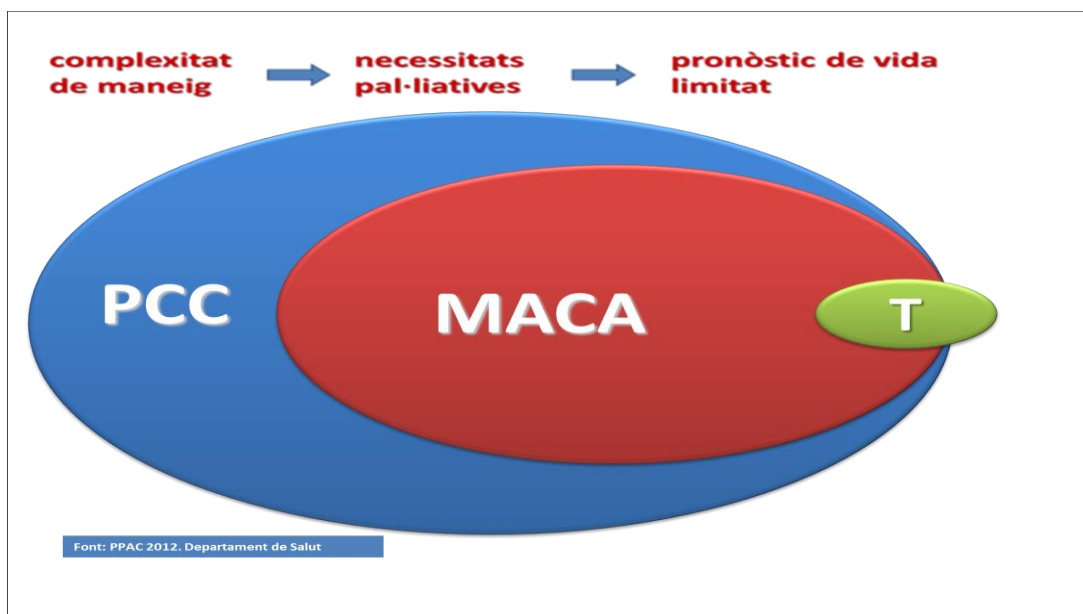 complexitat
de maneig
necessitats
pal·liatives
pronòstic de vida
limitat
PCC
MACA
T
Font: PPAC 2012. Departament de Salut